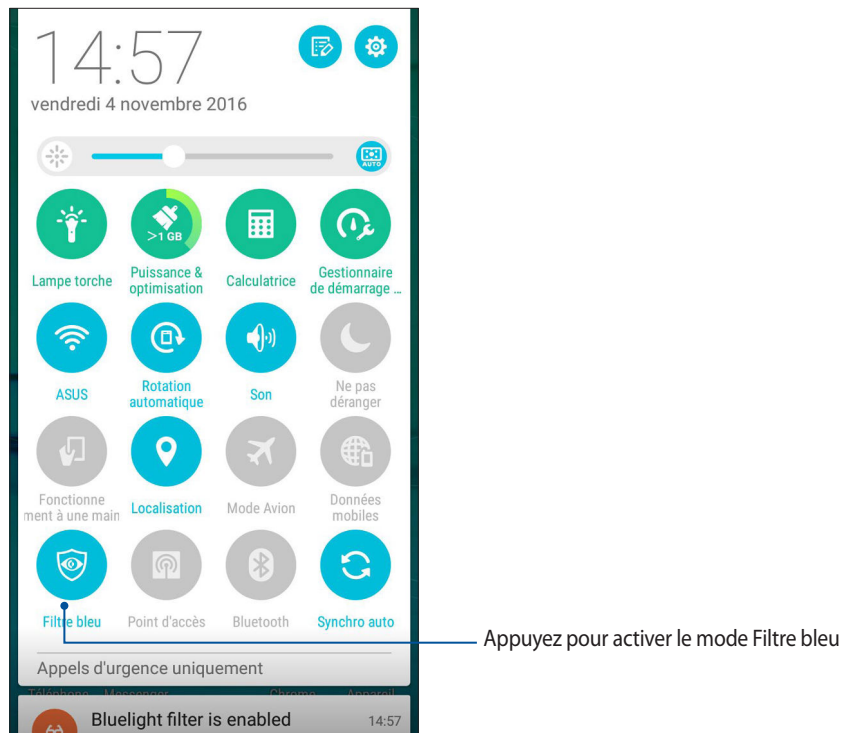 14:57
vendredi 4 novembre 2016
AUTO
>1 GB
Lampe torche
Puissance &
optimisation
Calculatrice
Gestionnaire
de démarrage ...
ASUS
Rotation
automatique
Son
Ne pas
déranger
Fonctionne
ment à une main
Localisation
Mode Avion
Données
mobiles
Filtre bleu
Point d'accès
Bluetooth
Synchro auto
Appuyez pour activer le mode Filtre bleu
Appels d'urgence uniquement
Téléphone Messenger Chrome Appareil
Bluelight filter is enabled 14:57